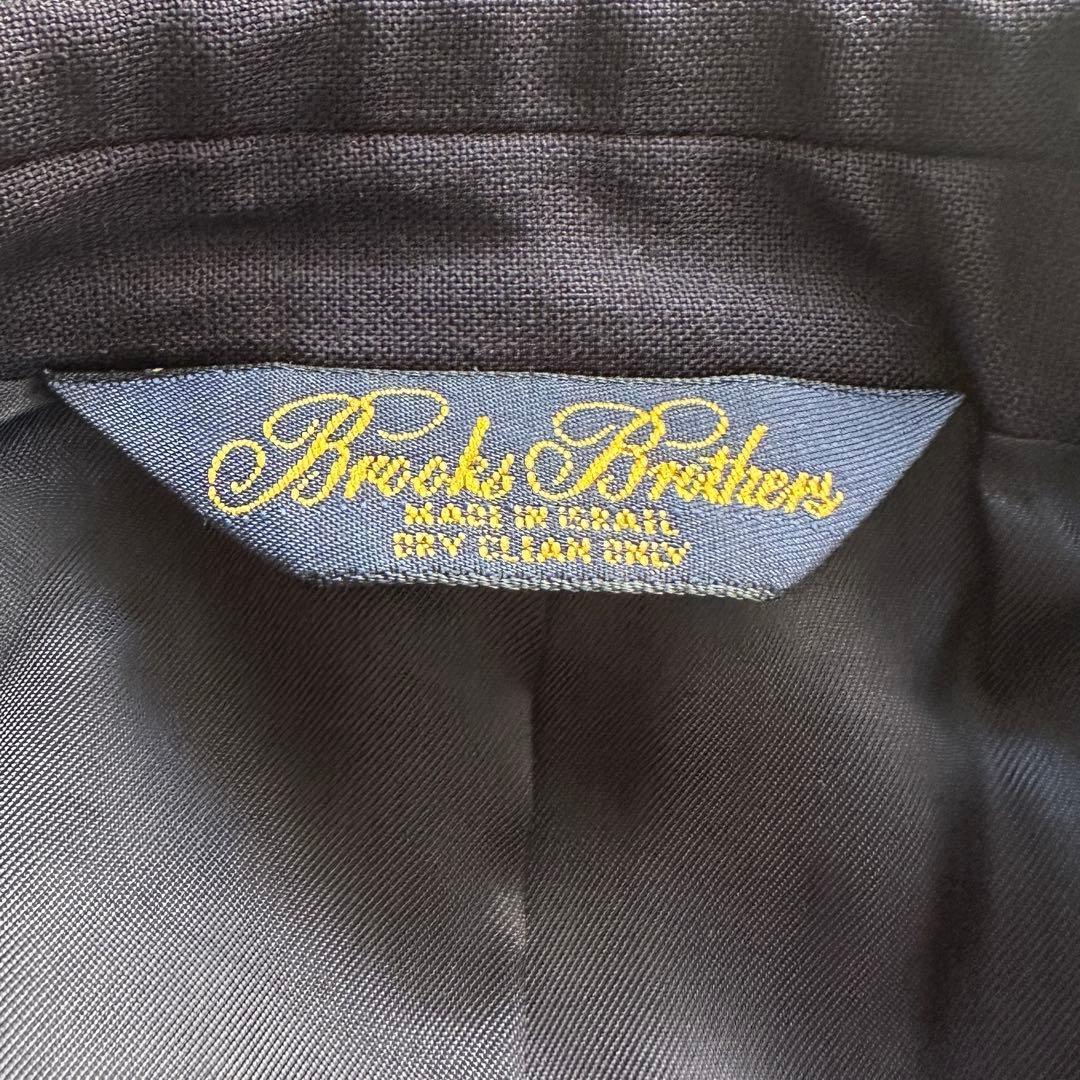 Brooks Brothers
MADE IN ISRAEL
DRY CLEAN ONLY